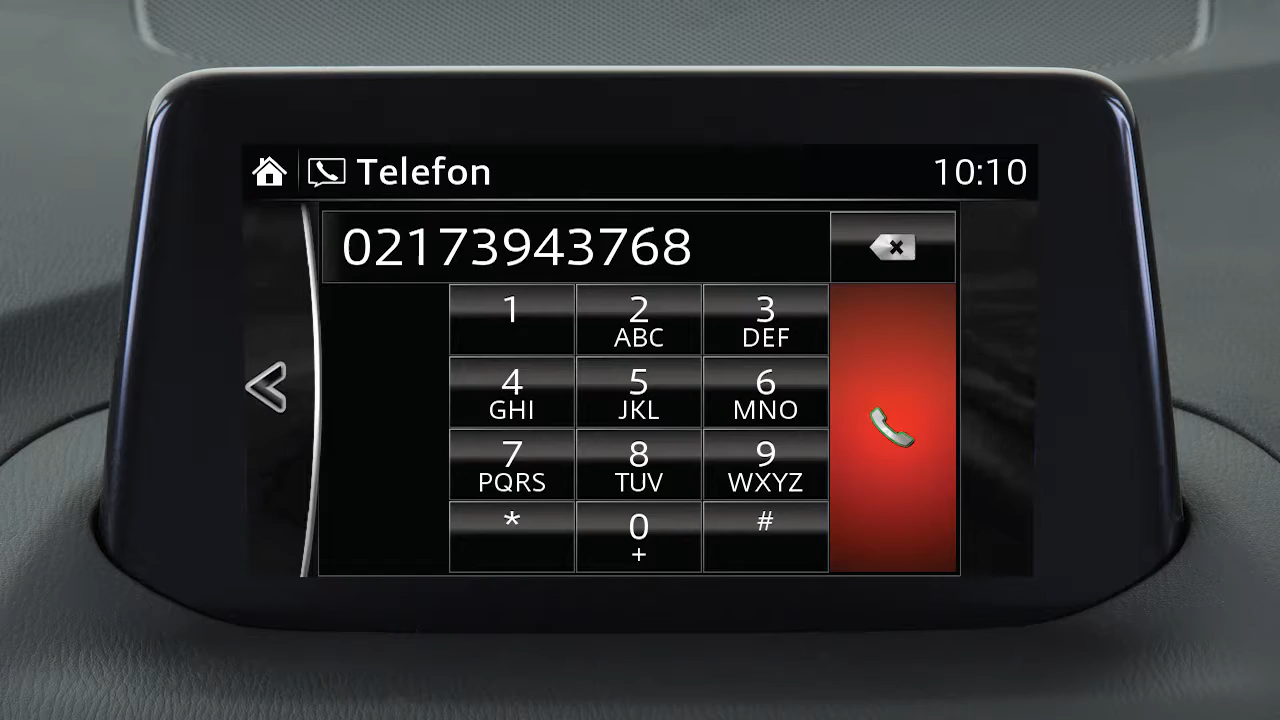 Telefon 10:10
02173943768
1 2 3
ABC DEF
4 5 6
GHI JKL MNO
7 8 9
PQRS TUV WXYZ
* 0 #
+